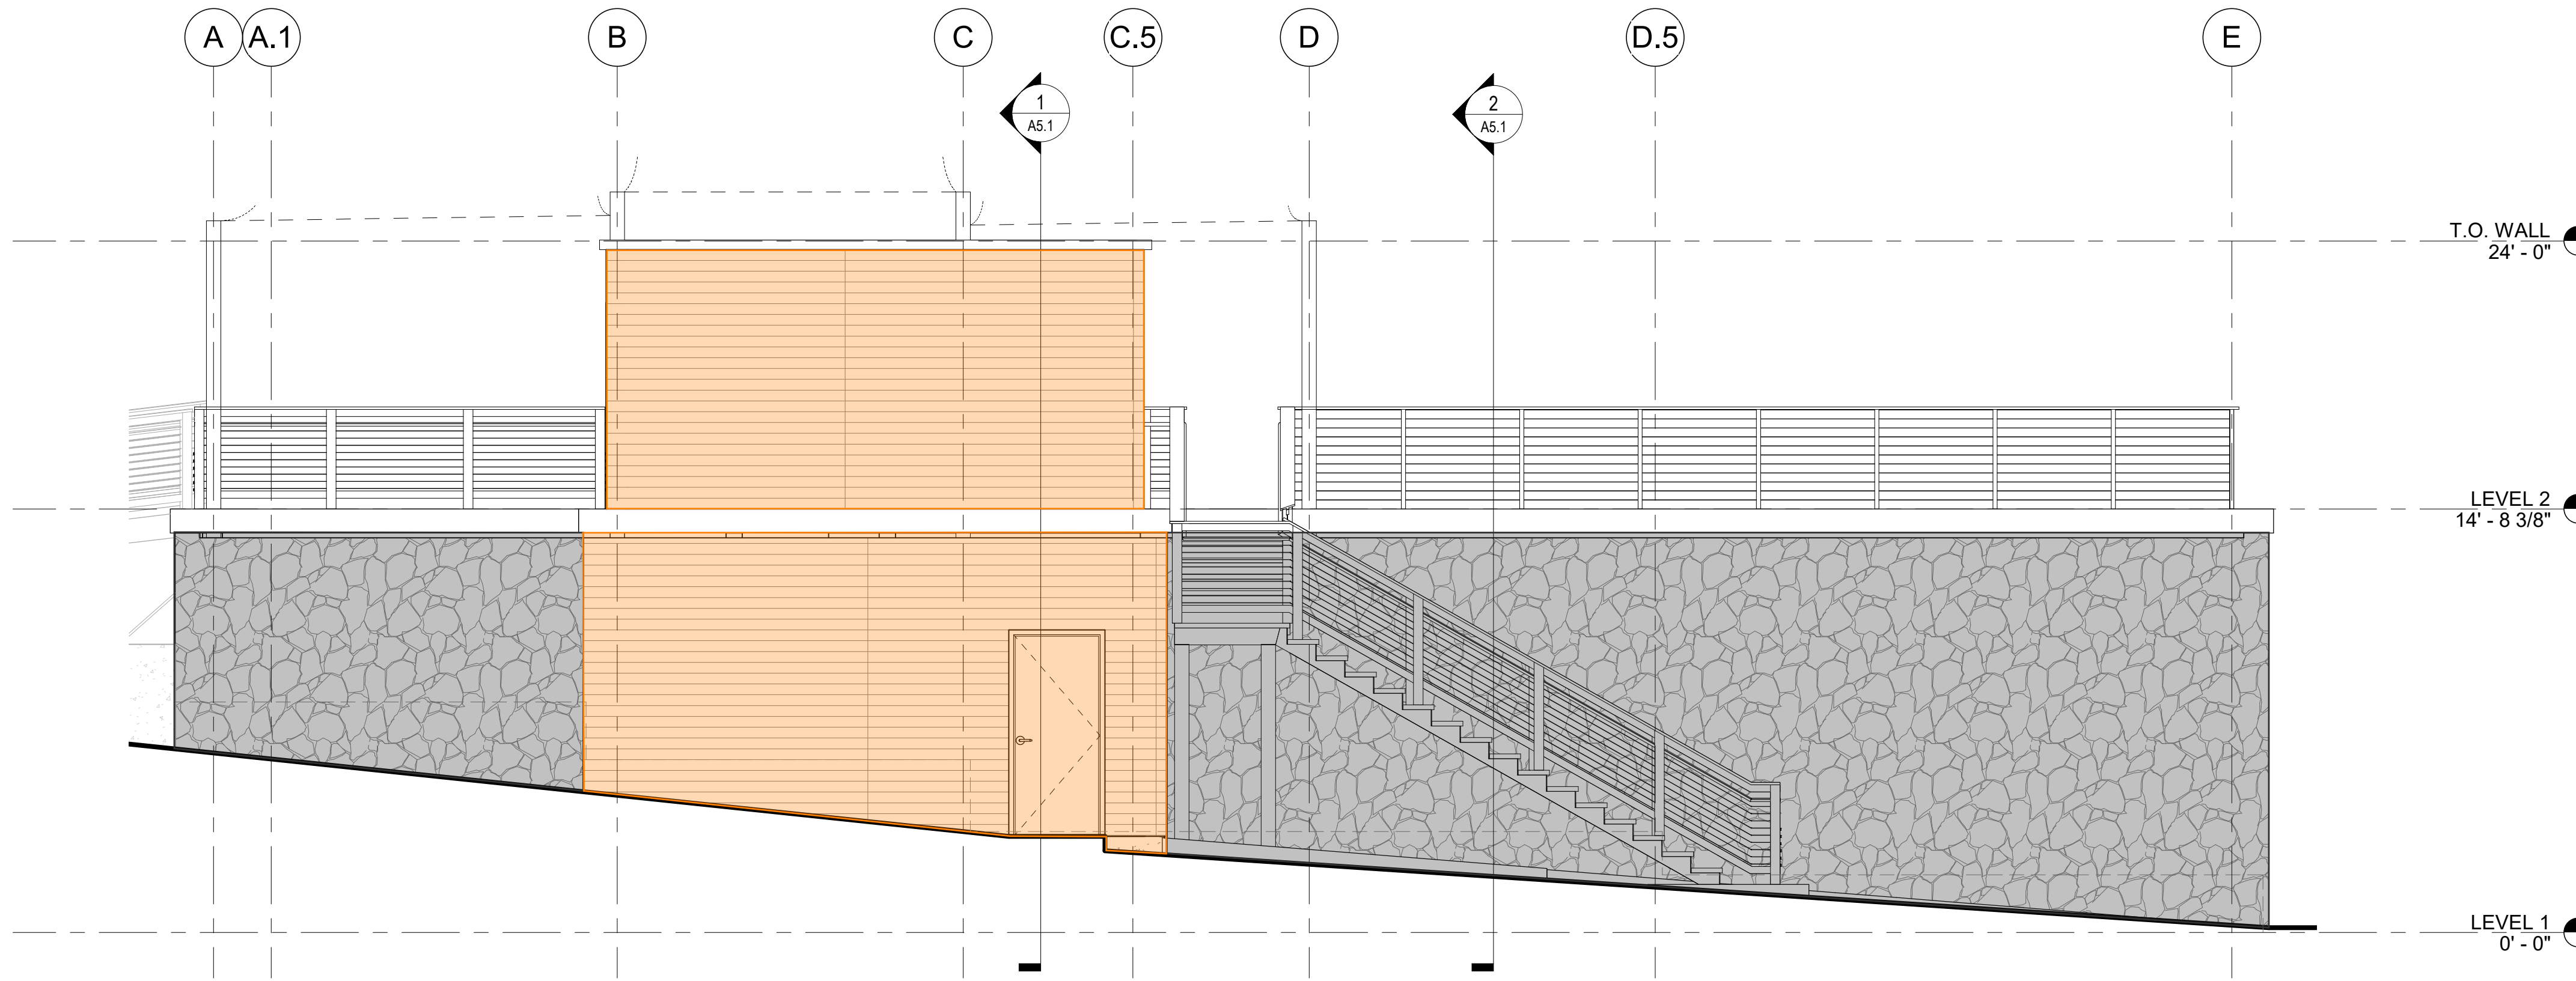 A
A.1
B
C
C.5
D
D.5
E
1
A5.1
2
A5.1
T.O. WALL
24' - 0"
LEVEL 2
14' - 8 3/8"
LEVEL 1
0' - 0"